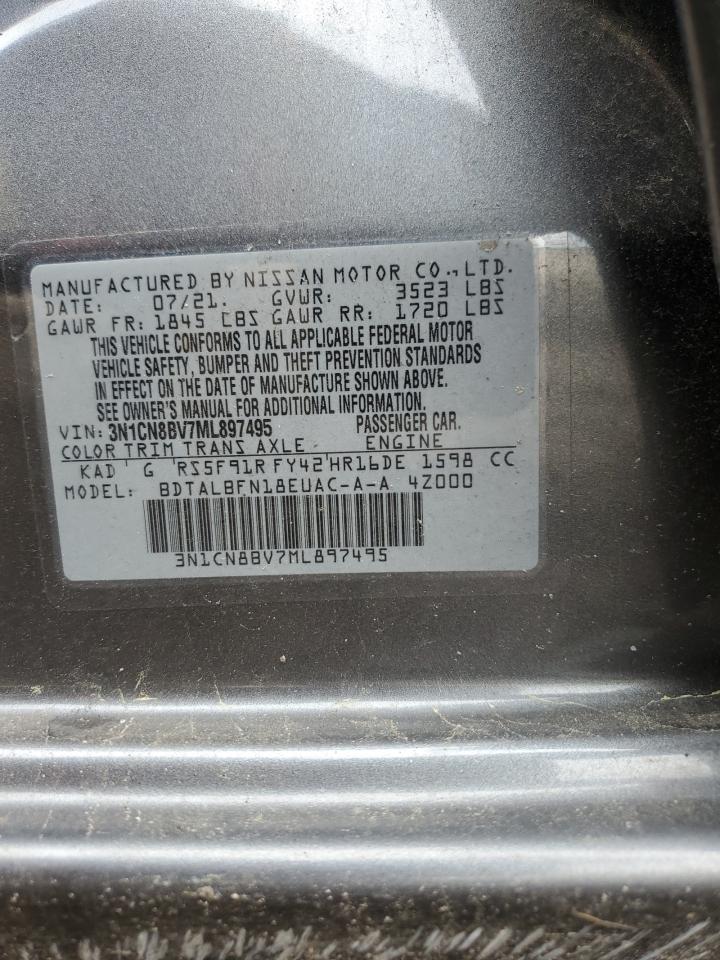 MANUFACTURED BY NISSAN MOTOR CO., LTD.
DATE: 07/21. GVWR: 3523 LBS
GAWR FR: 1845 LBS GAWR RR: 1720 LBS
THIS VEHICLE CONFORMS TO ALL APPLICABLE FEDERAL MOTOR
VEHICLE SAFETY, BUMPER AND THEFT PREVENTION STANDARDS
IN EFFECT ON THE DATE OF MANUFACTURE SHOWN ABOVE.
SEE OWNER'S MANUAL FOR ADDITIONAL INFORMATION.
VIN: 3N1CN8BV7ML897495 PASSENGER CAR.
COLOR TRIM TRANS AXLE ENGINE
KAD G RS5F91R FY42 HR16DE 1598 CC
MODEL: BDTALBFN18EUAC-A-A 4Z000
3N1CN8BV7ML897495